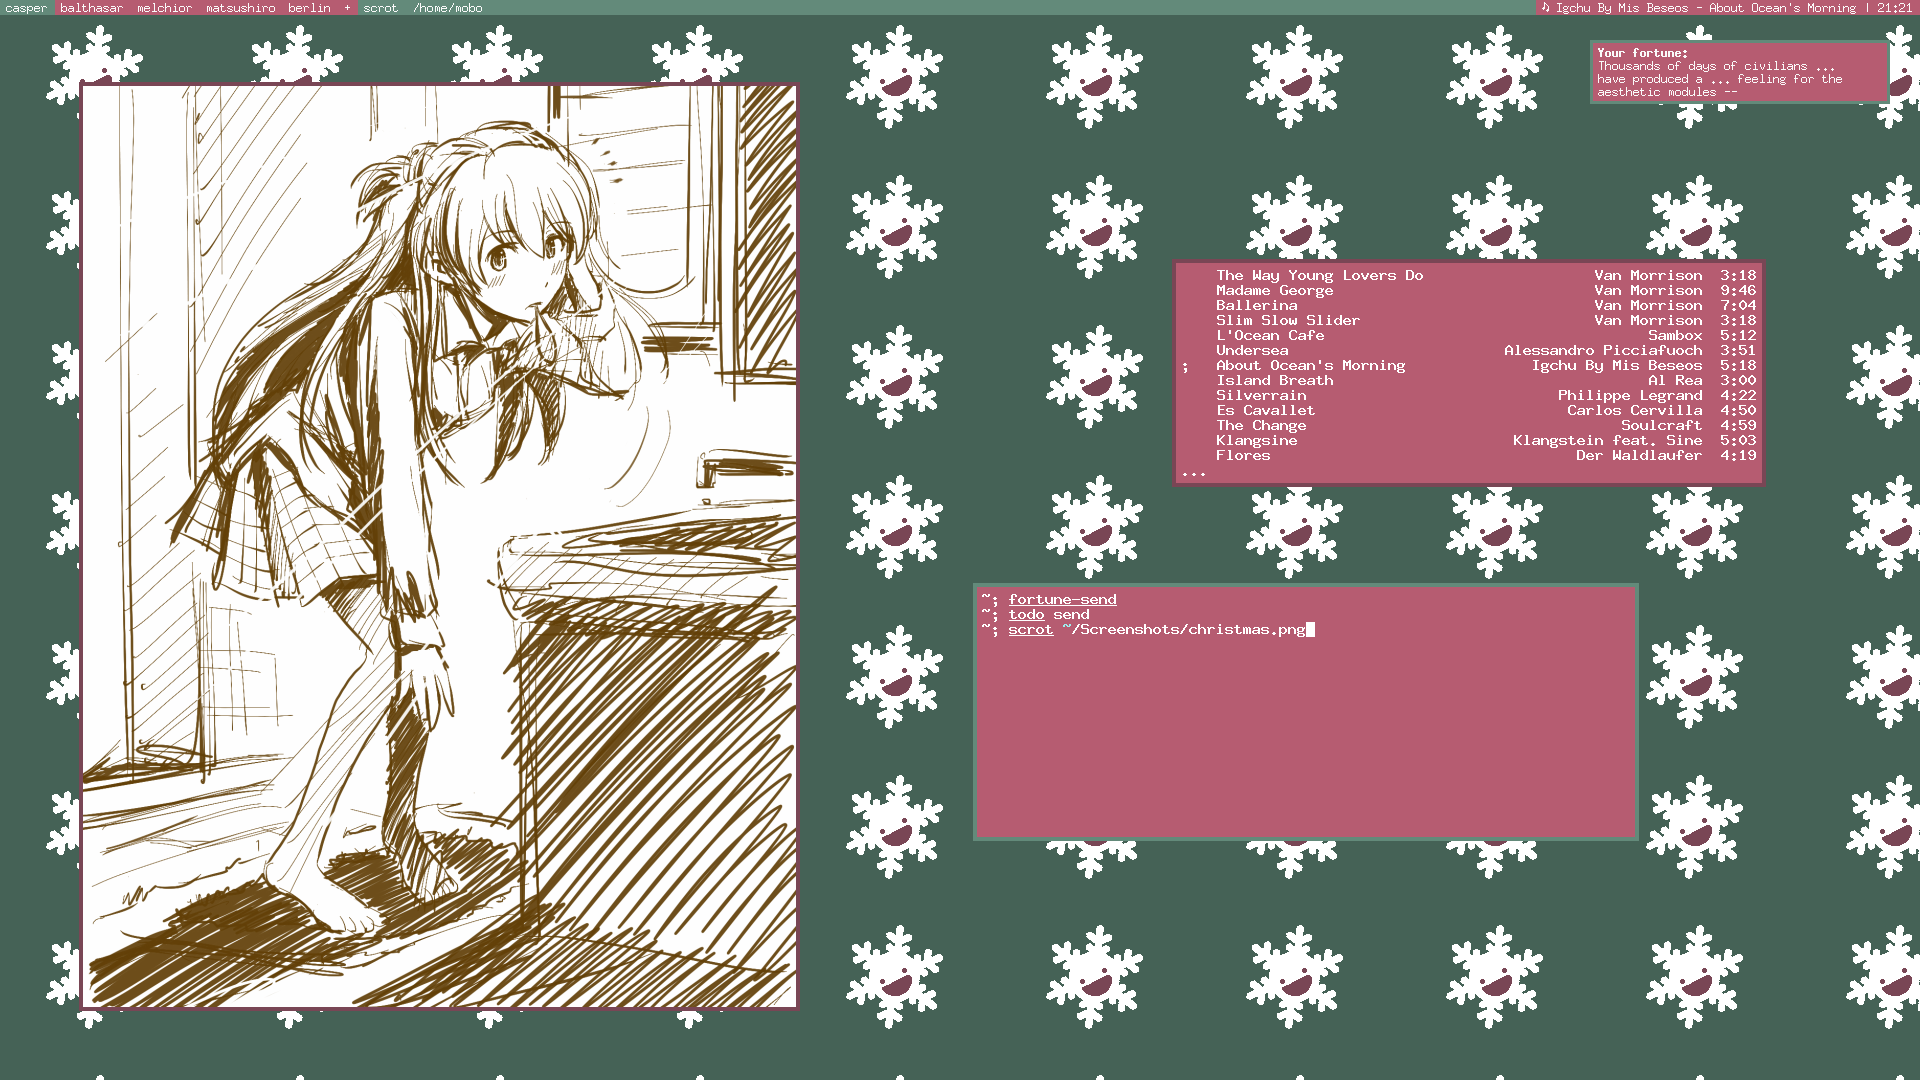 casper balthasar melchior matsushiro berlin + scrot /home/mobo
Igchu By Mis Beseos - About Ocean's Morning | 21:21
Your fortune:
Thousands of days of civilians ...
have produced a ... feeling for the
aesthetic modules --
The Way Young Lovers Do Van Morrison 3:18
Madame George Van Morrison 9:46
Ballerina Van Morrison 7:04
Slim Slow Slider Van Morrison 3:18
L'Ocean Cafe Sambox 5:12
Undersea Alessandro Picciafuoch 3:51
; About Ocean's Morning Igchu By Mis Beseos 5:18
Island Breath Al Rea 3:00
Silverrain Philippe Legrand 4:22
Es Cavallet Carlos Cervilla 4:50
The Change Soulcraft 4:59
Klangsine Klangstein feat. Sine 5:03
Flores Der Waldlaufer 4:19
...
~; fortune-send
~; todo send
~; scrot ~/Screenshots/christmas.png